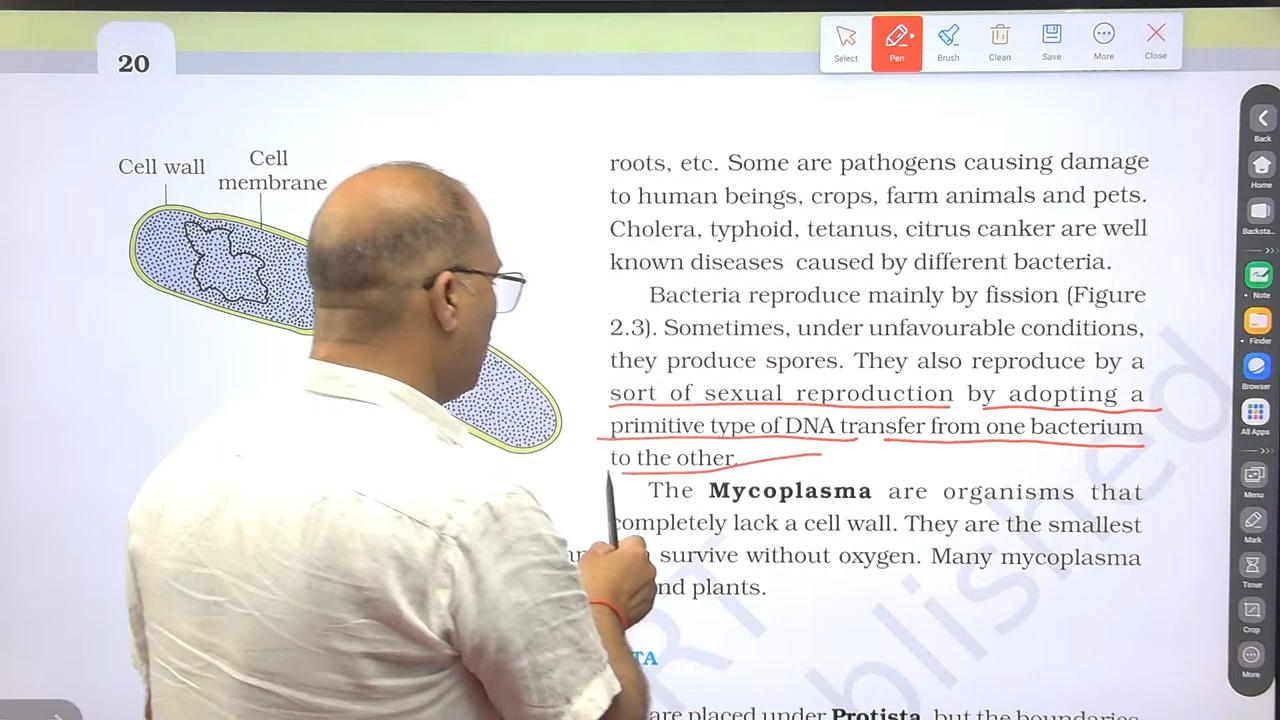 20
Select
Pen
Brush
Clean
Save
More
Close
Cell wall
Cell
membrane
roots, etc. Some are pathogens causing damage
to human beings, crops, farm animals and pets.
Cholera, typhoid, tetanus, citrus canker are well
known diseases caused by different bacteria.
Bacteria reproduce mainly by fission (Figure
2.3). Sometimes, under unfavourable conditions,
they produce spores. They also reproduce by a
sort of sexual reproduction by adopting a
primitive type of DNA transfer from one bacterium
to the other.
The Mycoplasma are organisms that
completely lack a cell wall. They are the smallest
survive without oxygen. Many mycoplasma
plants.
TA
are placed under Protista, but the boundaries
Back
Home
Backsta..
Note
Finder
Browser
All Apps
Menu
Mark
Timer
Crop
More